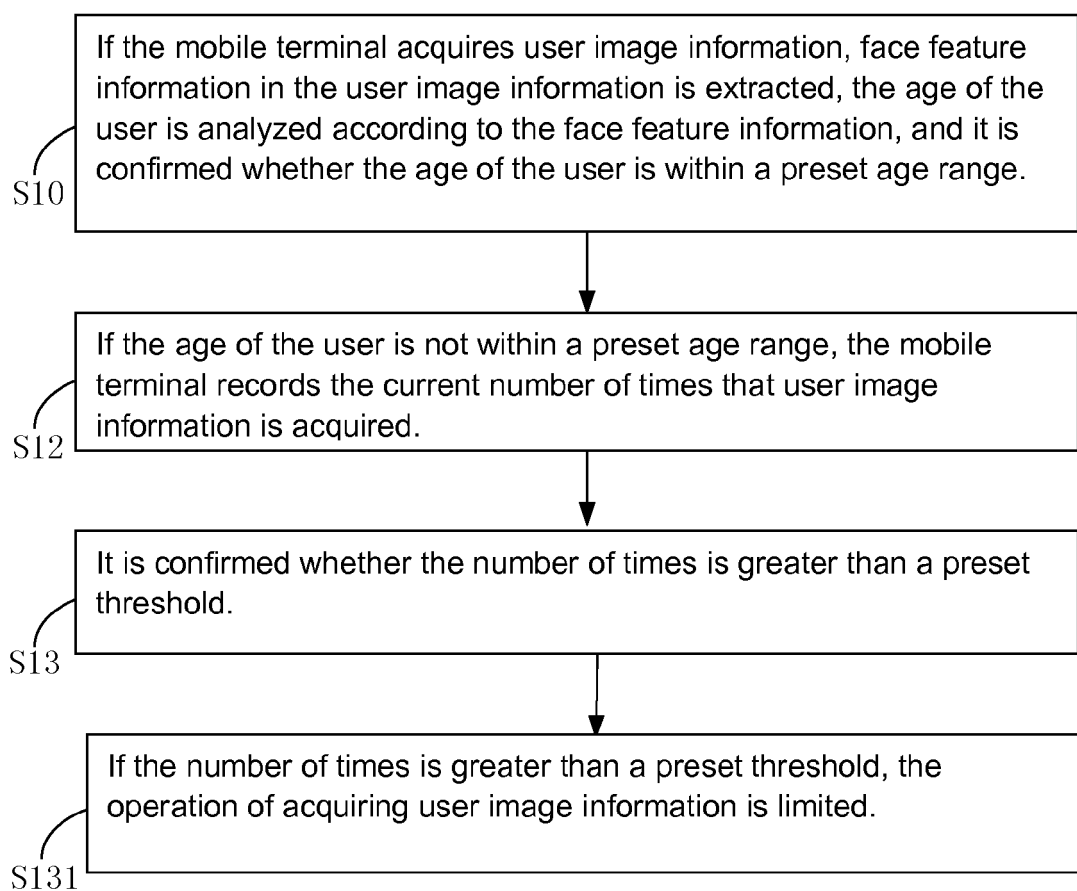 If the mobile terminal acquires user image information, face feature
information in the user image information is extracted, the age of the
user is analyzed according to the face feature information, and it is
confirmed whether the age of the user is within a preset age range.
S10
If the age of the user is not within a preset age range, the mobile
terminal records the current number of times that user image
information is acquired.
S12
It is confirmed whether the number of times is greater than a preset
threshold.
S13
If the number of times is greater than a preset threshold, the
operation of acquiring user image information is limited.
S131